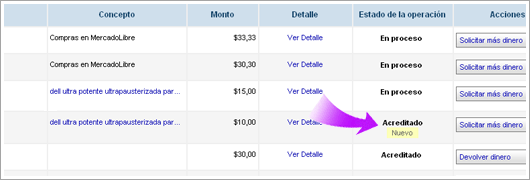 Concepto Monto Detalle Estado de la operación Acciones
Compras en MercadoLibre $33,33 Ver Detalle En proceso Solicitar más dinero
Compras en MercadoLibre $30,30 Ver Detalle En proceso Solicitar más dinero
dell ultra potente ultrapausterizada par... $15,00 Ver Detalle En proceso Solicitar más dinero
dell ultra potente ultrapausterizada par... $10,00 Ver Detalle Acreditado Solicitar más dinero
Nuevo
$30,00 Ver Detalle Acreditado Devolver dinero